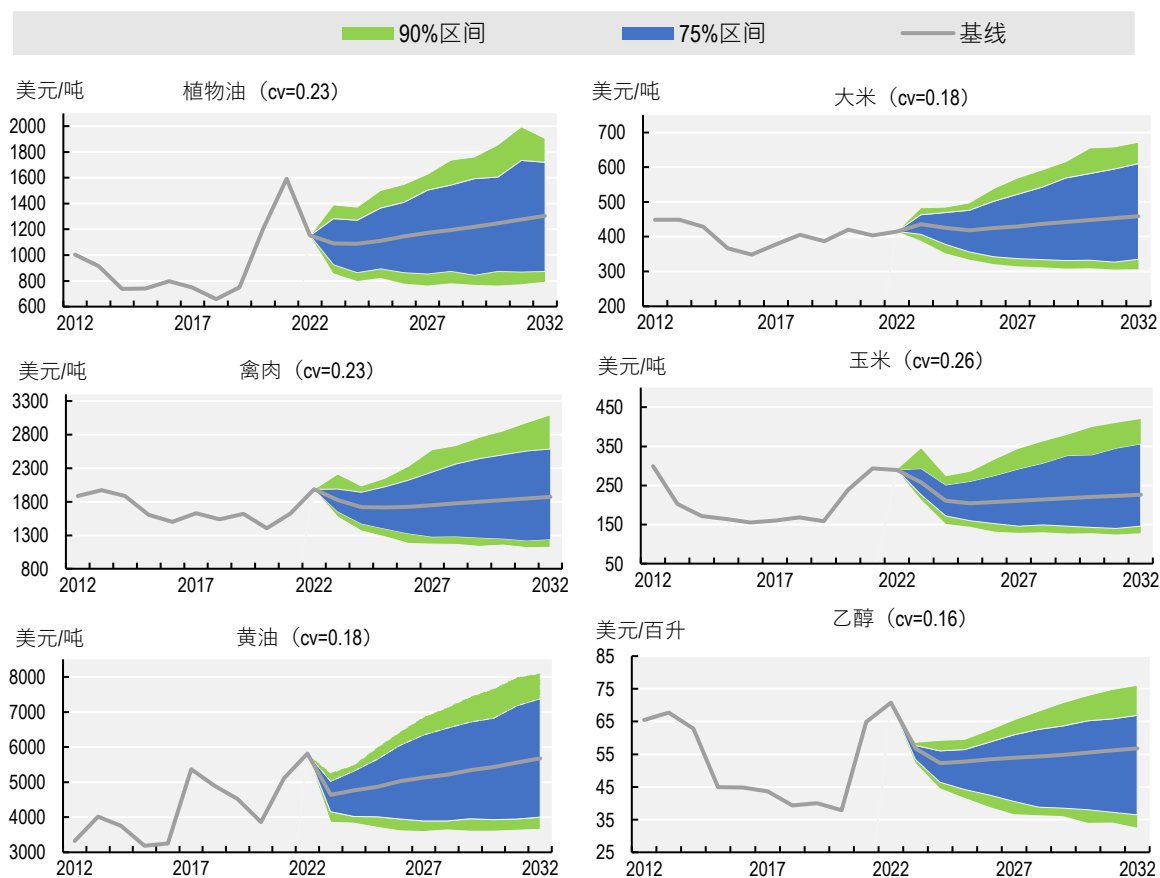 90%区间 75%区间 基线
美元/吨 植物油（cv=0.23）
2000
1800
1600
1400
1200
1000
800
600
2012 2017 2022 2027 2032
美元/吨 大米（cv=0.18）
700
600
500
400
300
200
2012 2017 2022 2027 2032
美元/吨 禽肉（cv=0.23）
3300
2800
2300
1800
1300
800
2012 2017 2022 2027 2032
美元/吨 玉米（cv=0.26）
450
350
250
150
50
2012 2017 2022 2027 2032
美元/吨 黄油（cv=0.18）
8000
7000
6000
5000
4000
3000
2012 2017 2022 2027 2032
美元/百升 乙醇（cv=0.16）
85
75
65
55
45
35
25
2012 2017 2022 2027 2032